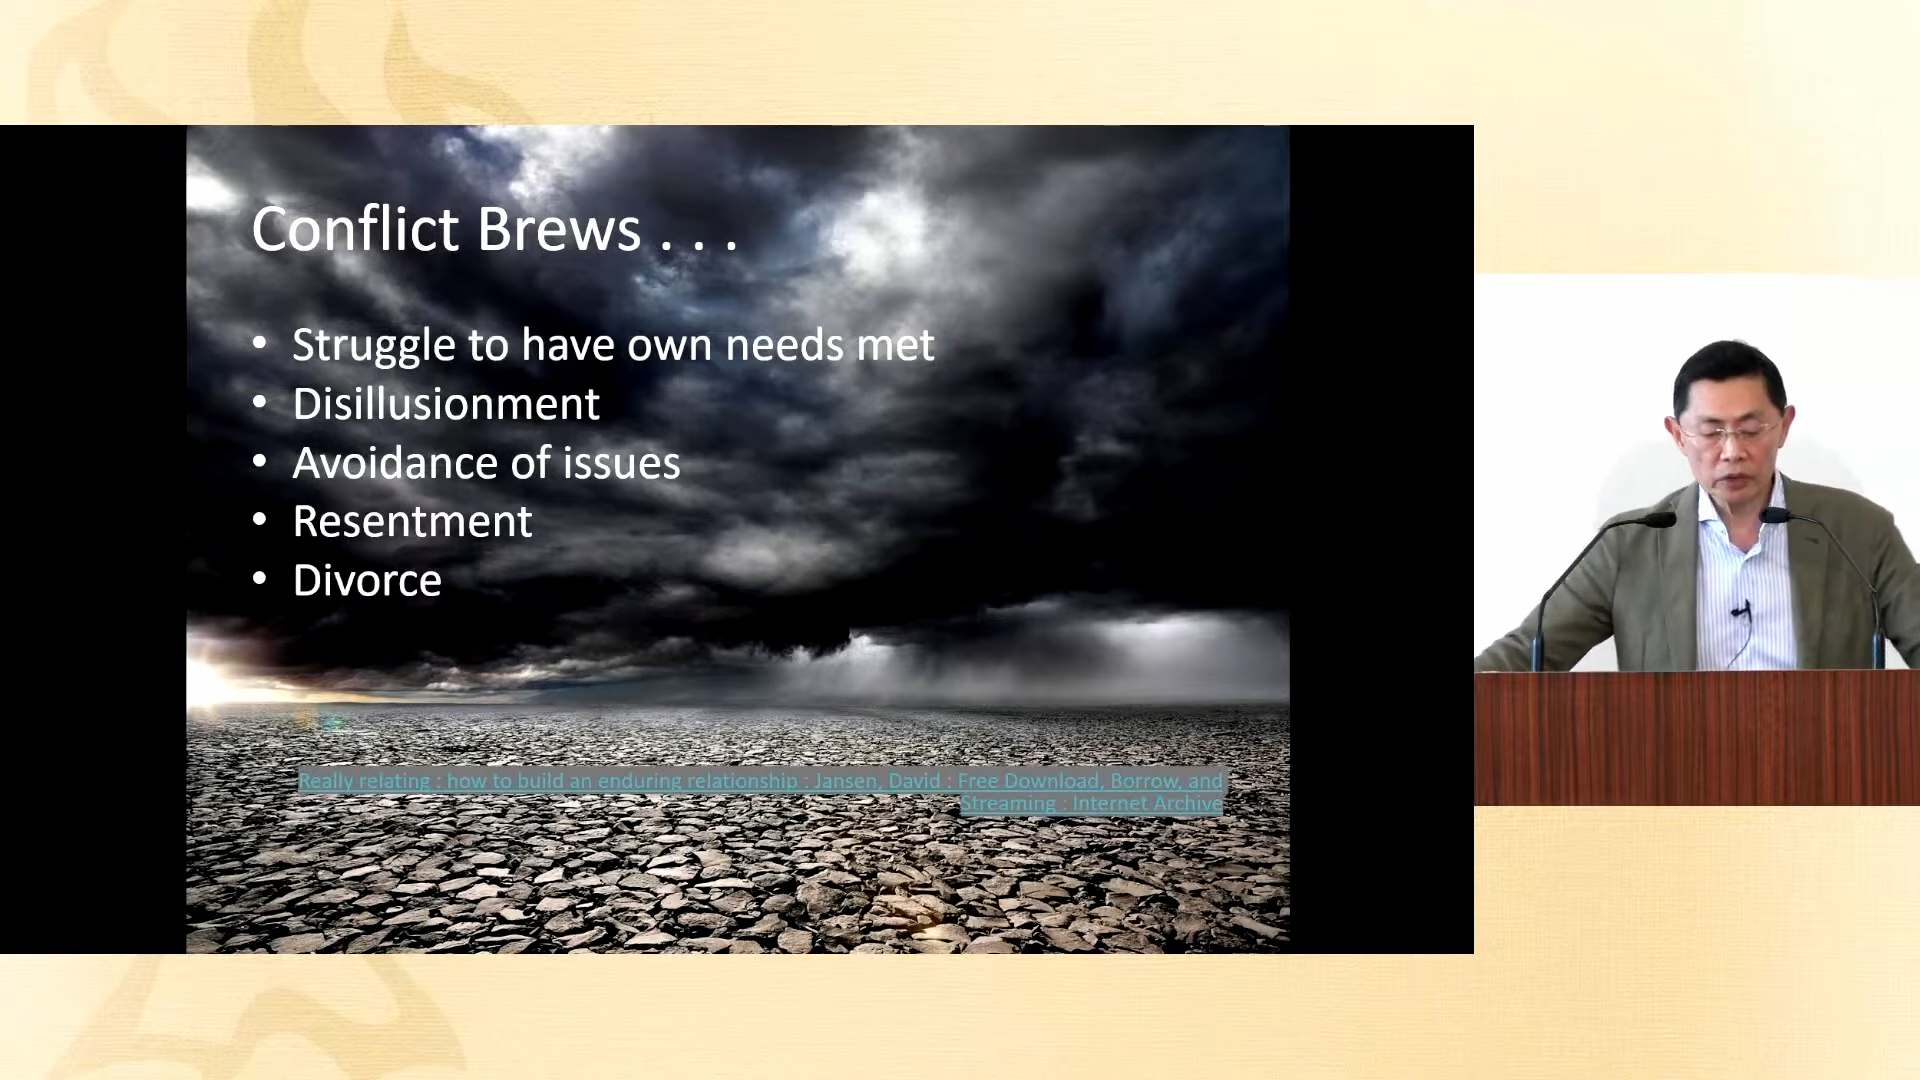 Conflict Brews . . .
• Struggle to have own needs met
• Disillusionment
• Avoidance of issues
• Resentment
• Divorce
Really relating : how to build an enduring relationship : Jansen, David : Free Download, Borrow, and
Streaming : Internet Archive